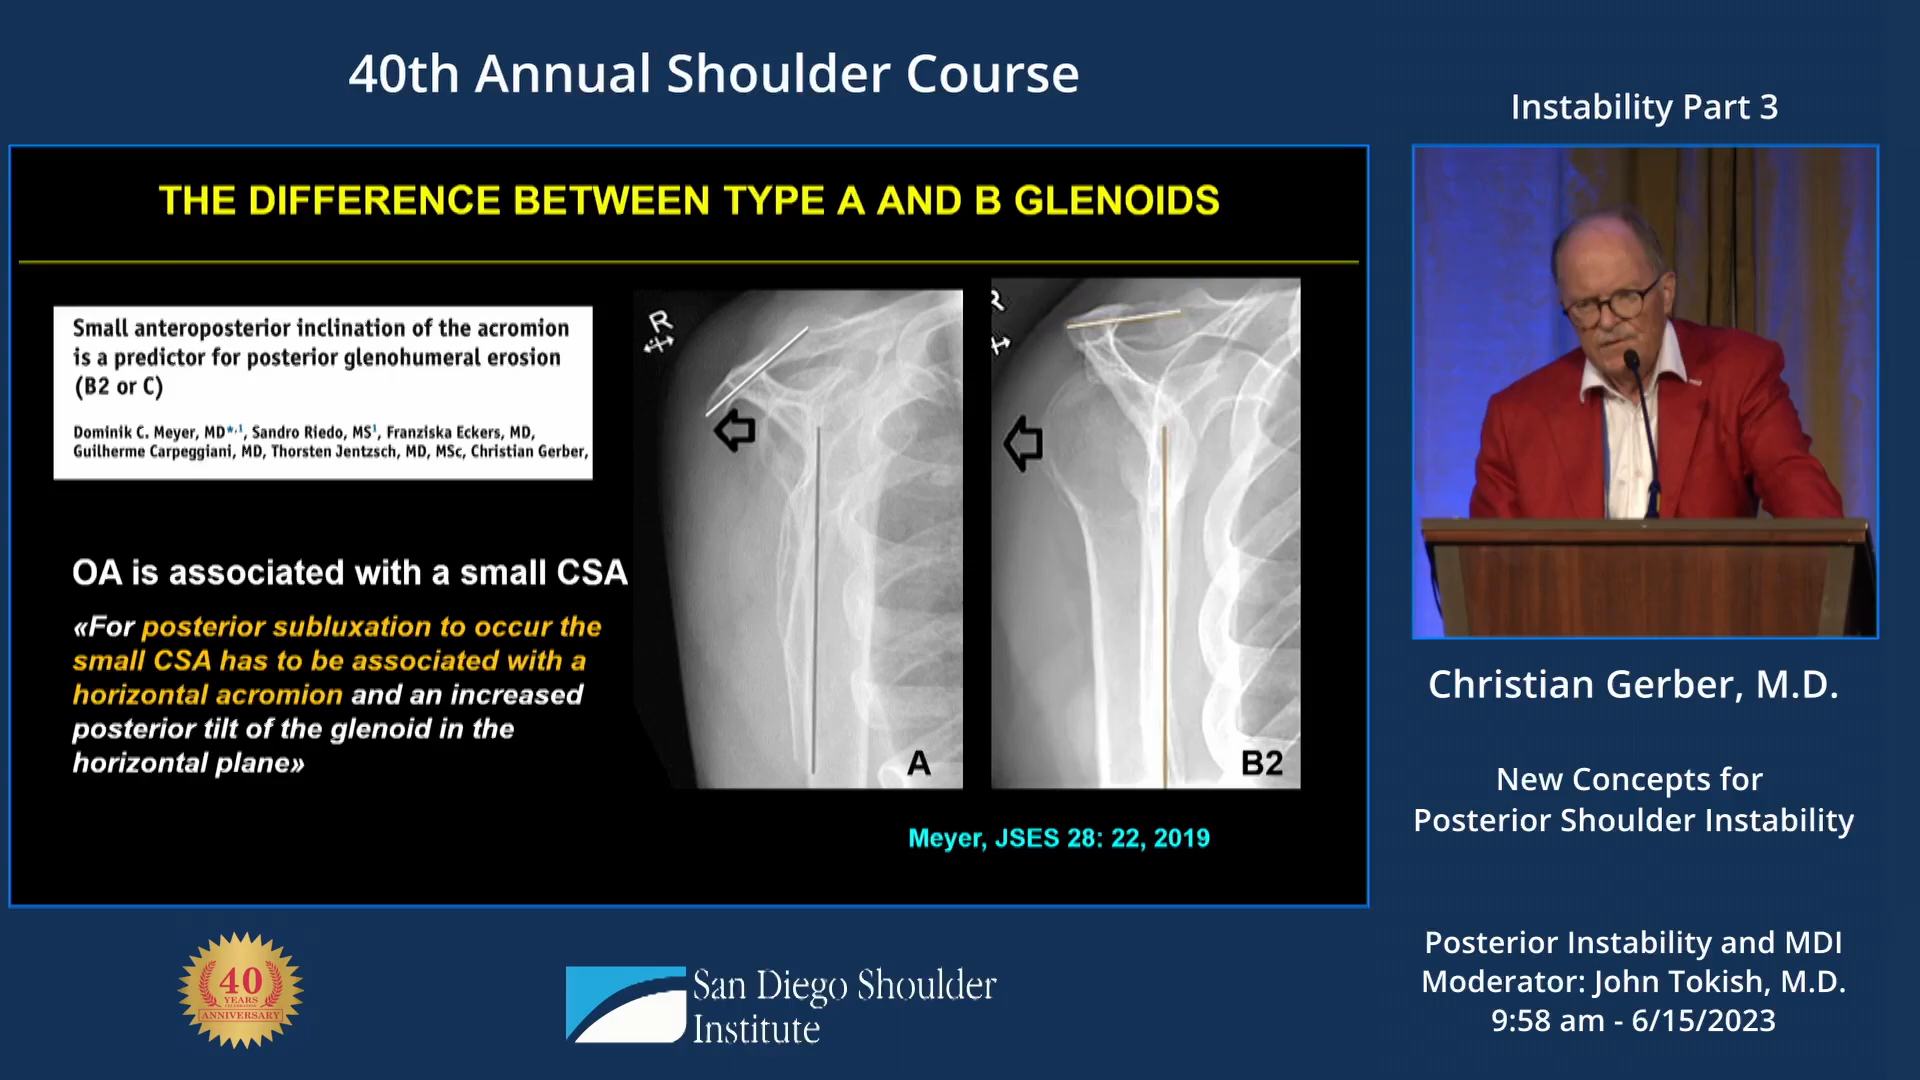 40th Annual Shoulder Course
Instability Part 3
THE DIFFERENCE BETWEEN TYPE A AND B GLENOIDS
Small anteroposterior inclination of the acromion
is a predictor for posterior glenohumeral erosion
(B2 or C)
Dominik C. Meyer, MD*,1, Sandro Riedo, MS1, Franziska Eckers, MD,
Guilherme Carpeggiani, MD, Thorsten Jentzsch, MD, MSc, Christian Gerber,
OA is associated with a small CSA
«For posterior subluxation to occur the
small CSA has to be associated with a
horizontal acromion and an increased
posterior tilt of the glenoid in the
horizontal plane»
R
A
R
B2
Meyer, JSES 28: 22, 2019
Christian Gerber, M.D.
New Concepts for
Posterior Shoulder Instability
Posterior Instability and MDI
Moderator: John Tokish, M.D.
9:58 am - 6/15/2023
40
YEARS
ANNIVERSARY
San Diego Shoulder
Institute